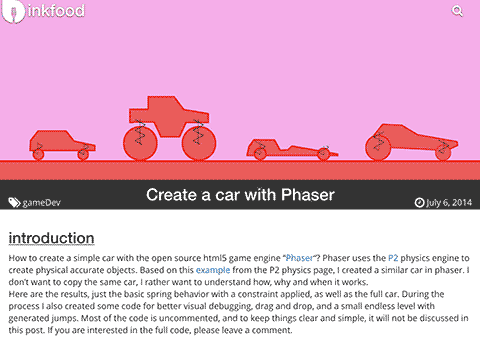 inkfood
Create a car with Phaser
gameDev
July 6, 2014
introduction
How to create a simple car with the open source html5 game engine "Phaser"? Phaser uses the P2 physics engine to
create physical accurate objects. Based on this example from the P2 physics page, I created a similar car in phaser. I
don't want to copy the same car, I rather want to understand how, why and when it works.
Here are the results, just the basic spring behavior with a constraint applied, as well as the full car. During the
process I also created some code for better visual debugging, drag and drop, and a small endless level with
generated jumps. Most of the code is uncommented, and to keep things clear and simple, it will not be discussed in
this post. If you are interested in the full code, please leave a comment.